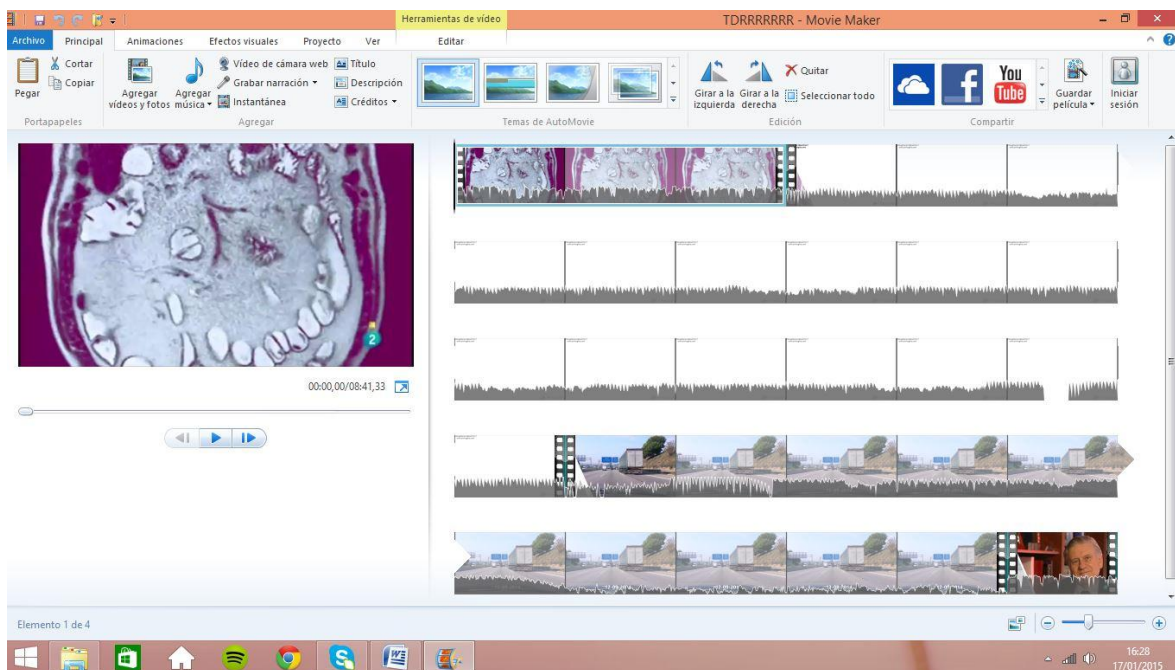 Herramientas de vídeo
TDRRRRRRR - Movie Maker
Archivo
Principal
Animaciones
Efectos visuales
Proyecto
Ver
Editar
Pegar
Cortar
Copiar
Portapapeles
Agregar vídeos y fotos
Agregar música
Vídeo de cámara web
Grabar narración
Instantánea
Título
Descripción
Créditos
Agregar
Temas de AutoMovie
Girar a la izquierda
Girar a la derecha
Quitar
Seleccionar todo
Edición
You
Tube
Compartir
Guardar película
Iniciar sesión
2
00:00,00/08:41,33
Elemento 1 de 4
16:28
17/01/2016